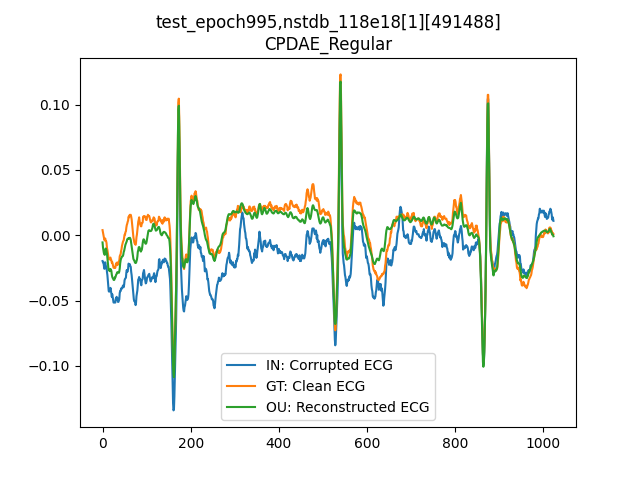 test_epoch995,nstdb_118e18[1][491488]
CPDAE_Regular
0.10
0.05
0.00
−0.05
−0.10
IN: Corrupted ECG
GT: Clean ECG
OU: Reconstructed ECG
0 200 400 600 800 1000